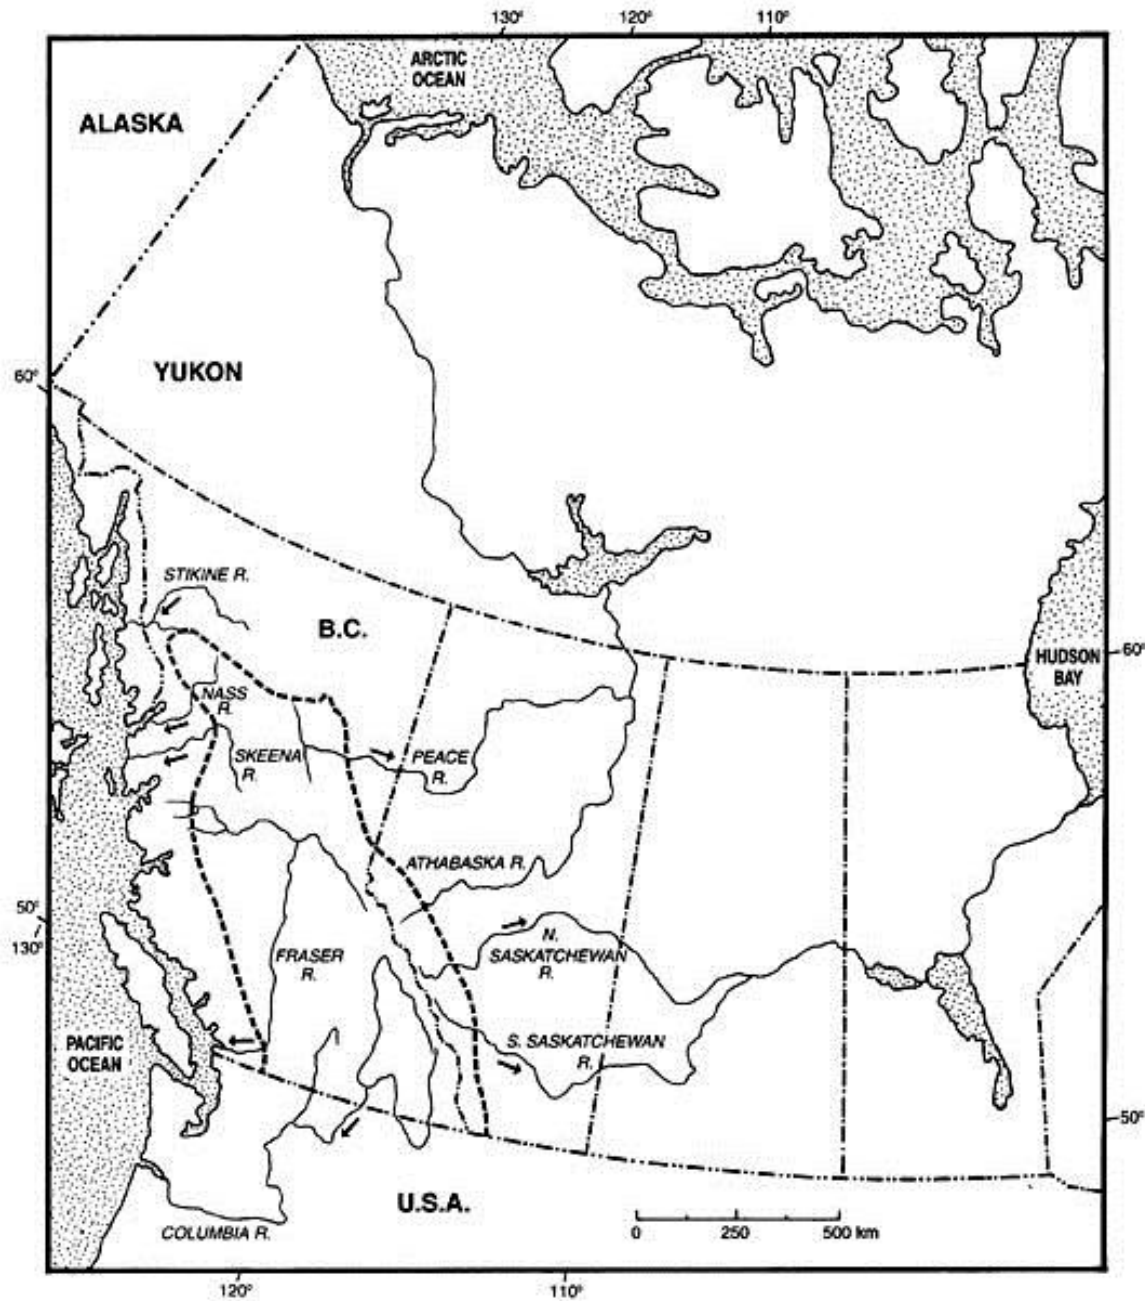 130°
120°
110°
ARCTIC
OCEAN
ALASKA
YUKON
60°
STIKINE R.
B.C.
60°
HUDSON
BAY
NASS
R.
SKEENA
R.
PEACE
R.
ATHABASKA R.
50°
130°
N.
SASKATCHEWAN
R.
FRASER
R.
PACIFIC
OCEAN
S. SASKATCHEWAN
R.
50°
U.S.A.
COLUMBIA R.
0 250 500 km
120°
110°